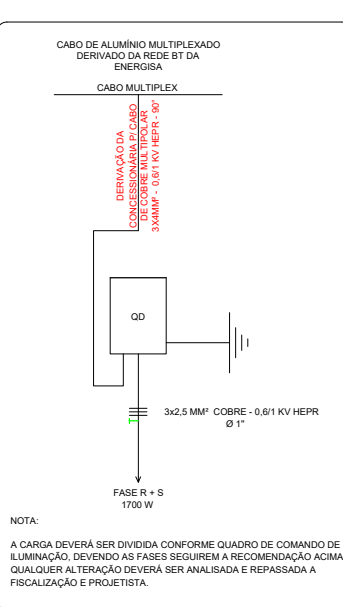 CABO DE ALUMÍNIO MULTIPLEXADO
DERIVADO DA REDE BT DA
ENERGISA
CABO MULTIPLEX
DERIVAÇÃO DA
CONCESSIONÁRIA P/ CABO
DE COBRE MULTIPOLAR
3X4MM² - 0,6/1 KV HEPR - 90°
QD
3x2,5 MM² COBRE - 0,6/1 KV HEPR
Ø 1"
FASE R + S
1700 W
NOTA:
A CARGA DEVERÁ SER DIVIDIDA CONFORME QUADRO DE COMANDO DE
ILUMINAÇÃO, DEVENDO AS FASES SEGUIREM A RECOMENDAÇÃO ACIMA
QUALQUER ALTERAÇÃO DEVERÁ SER ANALISADA E REPASSADA A
FISCALIZAÇÃO E PROJETISTA.